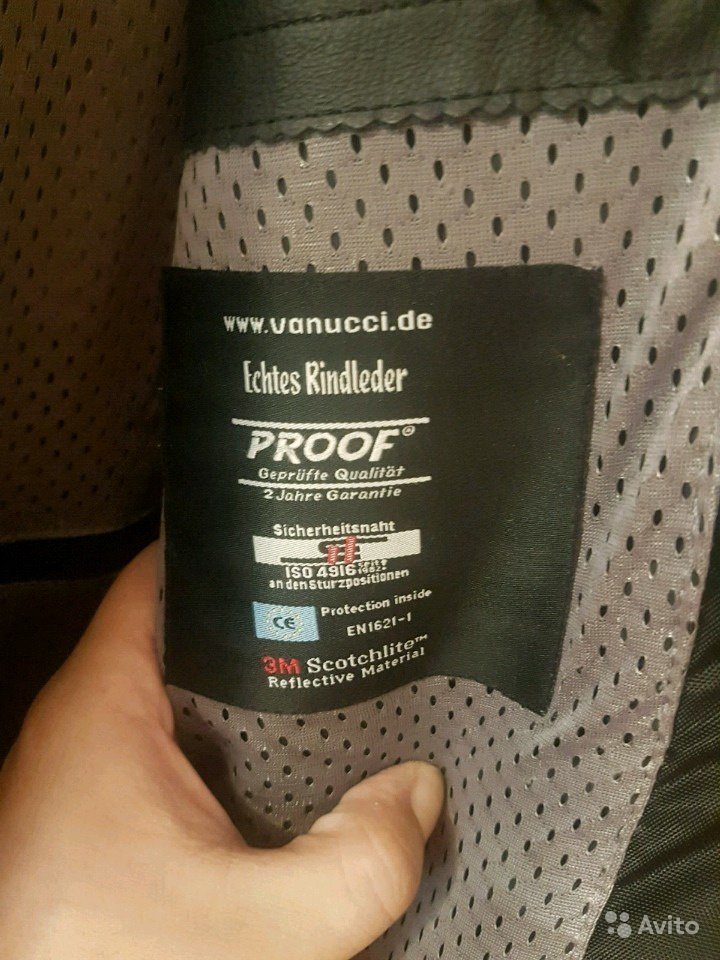 www.vanucci.de
Echtes Rindleder
PROOF®
Geprüfte Qualität
2 Jahre Garantie
Sicherheitsnaht
ISO 4916
an den Sturzpositionen
CE Protection inside
EN1621-1
3M Scotchlite™
Reflective Material
Avito